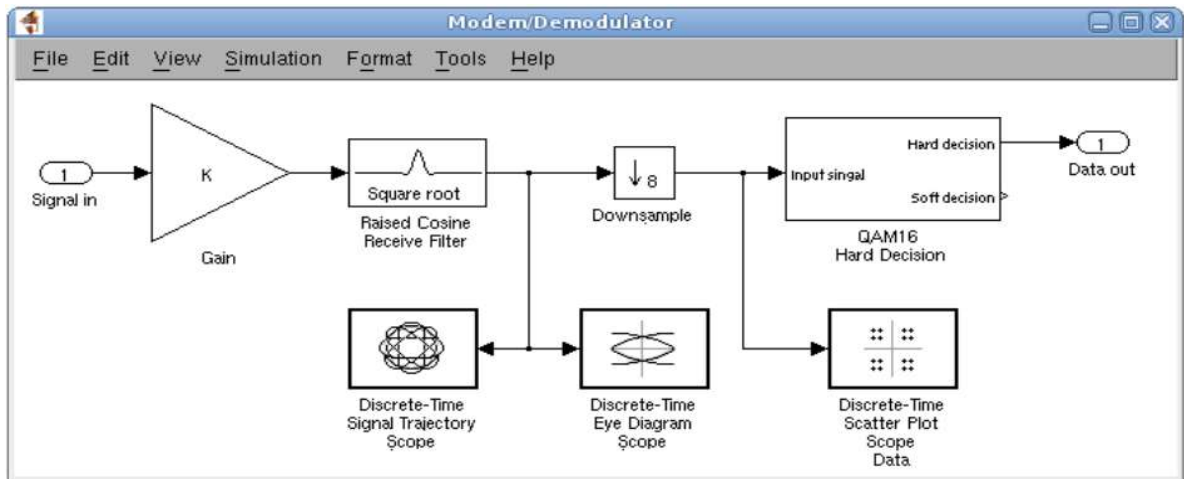 Modem/Demodulator
File Edit View Simulation Format Tools Help
1
Signal in
K
Gain
Square root
Raised Cosine
Receive Filter
8
Downsample
Input singal
Hard decision
Soft decision
QAM16
Hard Decision
1
Data out
Discrete-Time
Signal Trajectory
Scope
Discrete-Time
Eye Diagram
Scope
Discrete-Time
Scatter Plot
Scope
Data